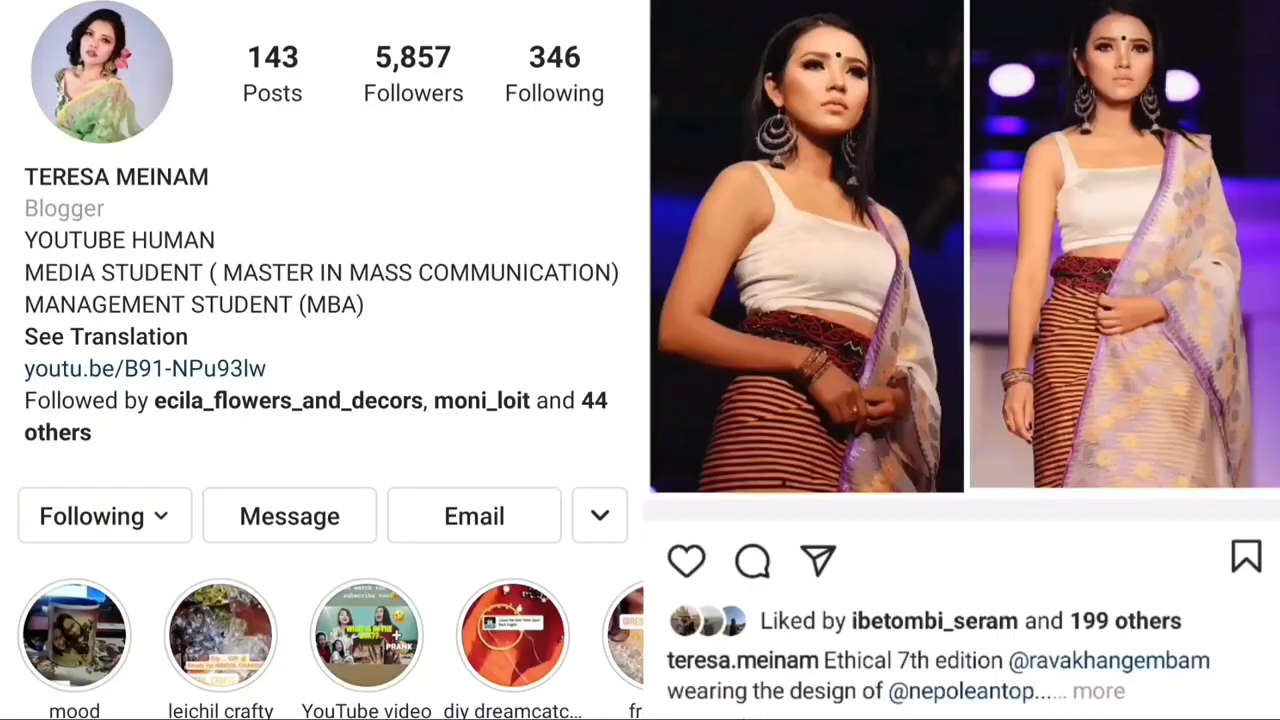 143 5,857 346
Posts Followers Following
TERESA MEINAM
Blogger
YOUTUBE HUMAN
MEDIA STUDENT ( MASTER IN MASS COMMUNICATION)
MANAGEMENT STUDENT (MBA)
See Translation
youtu.be/B91-NPu93lw
Followed by ecila_flowers_and_decors, moni_loit and 44
others
Following Message Email
PRANK
mood leichil crafty YouTube video diy dreamcatc... fr
Liked by ibetombi_seram and 199 others
teresa.meinam Ethical 7th edition @ravakhangembam
wearing the design of @nepoleantop...... more